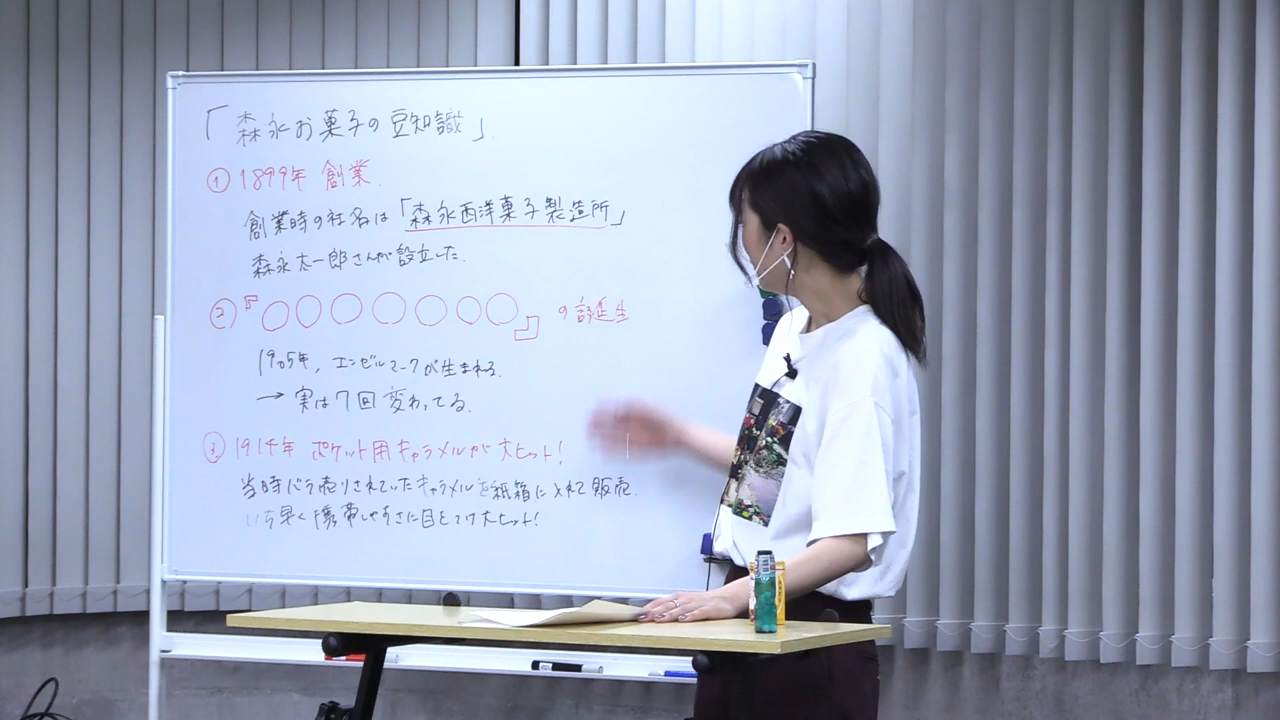 「森永お菓子の豆知識」
① 1899年 創業
創業時の社名は「森永西洋菓子製造所」
森永太一郎さんが設立した.
② 「○○○○○○○」の誕生
1905年, エンゼルマークが生まれる.
→ 実は7回変わってる.
③ 1914年 ポケット用キャラメルが大ヒット!
当時バラ売りされていたキャラメルを紙箱に入れて販売.
いち早く携帯しやすさに目をつけ大ヒット!